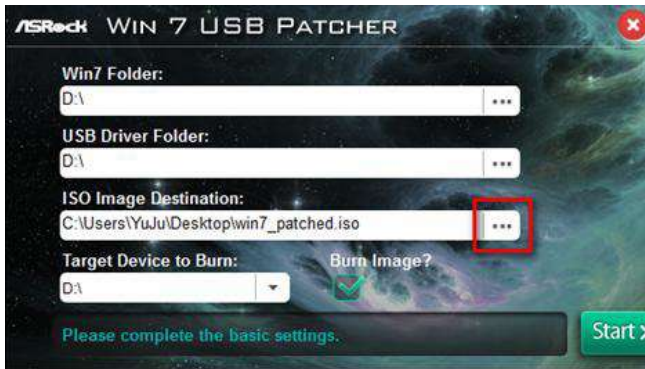 ASRock WIN 7 USB PATCHER
Win7 Folder:
D:\
USB Driver Folder:
D:\
ISO Image Destination:
C:\Users\YuJu\Desktop\win7_patched.iso
Target Device to Burn: Burn Image?
D:\
Please complete the basic settings.
Start